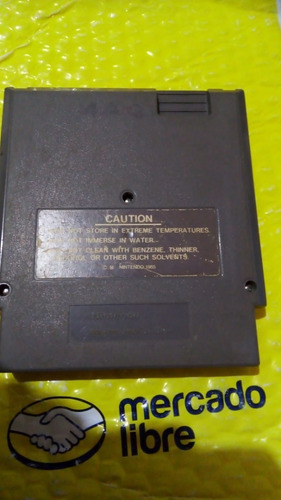 CAUTION
NOT STORE IN EXTREME TEMPERATURES.
IMMERSE IN WATER.
CLEAN WITH BENZENE, THINNER,
OR OTHER SUCH SOLVENTS.
© NINTENDO
mercado
libre